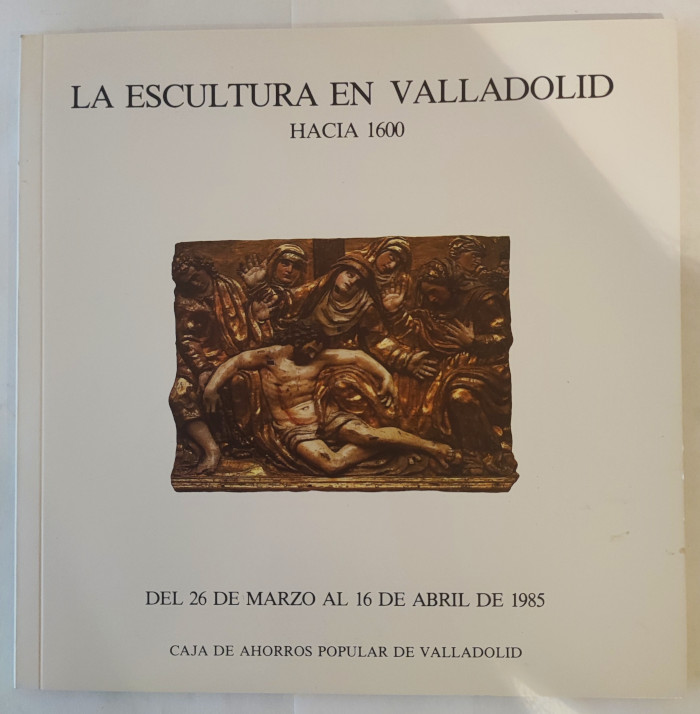 LA ESCULTURA EN VALLADOLID
HACIA 1600
DEL 26 DE MARZO AL 16 DE ABRIL DE 1985
CAJA DE AHORROS POPULAR DE VALLADOLID